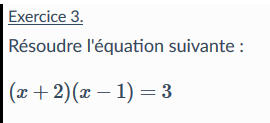 Exercice 3.
Résoudre l'équation suivante :
(x + 2)(x − 1) = 3